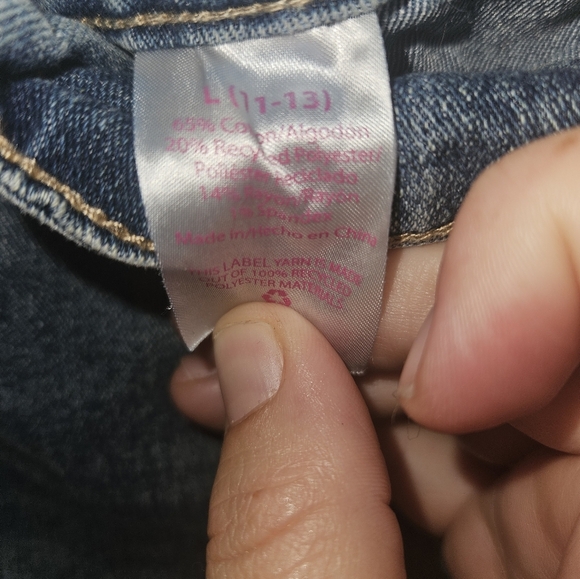 L (11-13)
65% Cotton/Algodón
20% Recycled Polyester/
Poliéster reciclado
14% Rayon/Rayón
1% Spandex
Made in/Hecho en China
THIS LABEL YARN IS MADE
OUT OF 100% RECYCLED
POLYESTER MATERIALS